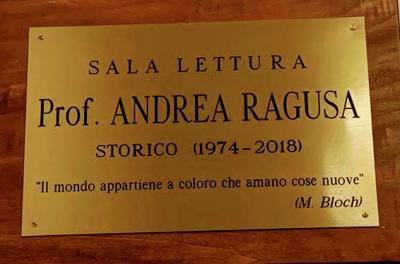 SALA LETTURA
Prof. ANDREA RAGUSA
STORICO (1974-2018)
"Il mondo appartiene a coloro che amano cose nuove"
(M. Bloch)